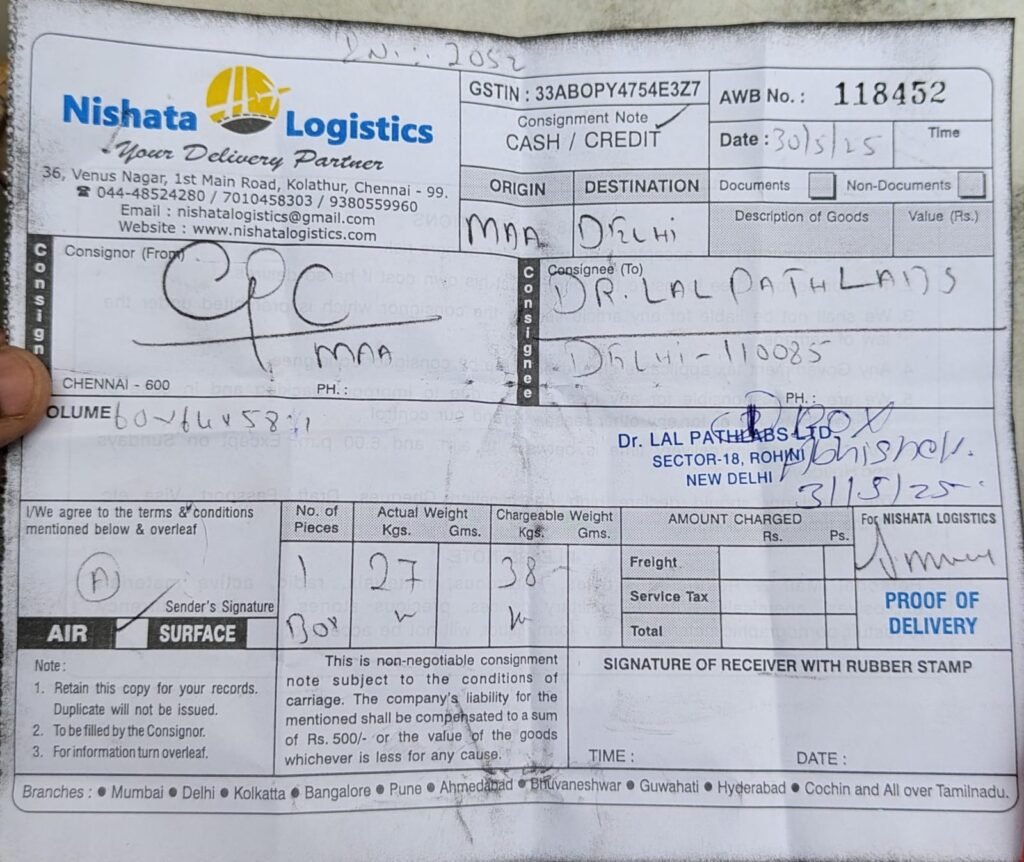 2052
Nishata Logistics
Your Delivery Partner
36, Venus Nagar, 1st Main Road, Kolathur, Chennai - 99.
☎ 044-48524280 / 7010458303 / 9380559960
Email : nishatalogistics@gmail.com
Website : www.nishatalogistics.com
GSTIN : 33ABOPY4754E3Z7
Consignment Note
CASH / CREDIT
AWB No. : 118452
Date : 30/5/25
Time
ORIGIN
DESTINATION
Documents
Non-Documents
MAA
DELHI
Description of Goods
Value (Rs.)
Consign
Consignor (From)
CPC
MAA
CHENNAI - 600
PH. :
Consignee
Consignee (To)
DR. LAL PATHLABS
DELHI-110085
PH. :
OLUME 60x64x58
1 BOX
Dr. LAL PATHLABS LTD.
SECTOR-18, ROHINI
NEW DELHI
Abhishek.
31/5/25
I/We agree to the terms & conditions
mentioned below & overleaf
A
Sender's Signature
AIR
SURFACE
No. of Pieces
Actual Weight
Kgs. Gms.
Chargeable Weight
Kgs. Gms.
1
Box
27
38
AMOUNT CHARGED
Rs. Ps.
Freight
Service Tax
Total
For NISHATA LOGISTICS
PROOF OF
DELIVERY
Note :
1. Retain this copy for your records.
Duplicate will not be issued.
2. To be filled by the Consignor.
3. For information turn overleaf.
This is non-negotiable consignment
note subject to the conditions of
carriage. The company's liability for the
mentioned shall be compensated to a sum
of Rs. 500/- or the value of the goods
whichever is less for any cause.
SIGNATURE OF RECEIVER WITH RUBBER STAMP
TIME :
DATE :
Branches : ● Mumbai ● Delhi ● Kolkatta ● Bangalore ● Pune ● Ahmedabad ● Bhuvaneshwar ● Guwahati ● Hyderabad ● Cochin and All over Tamilnadu.